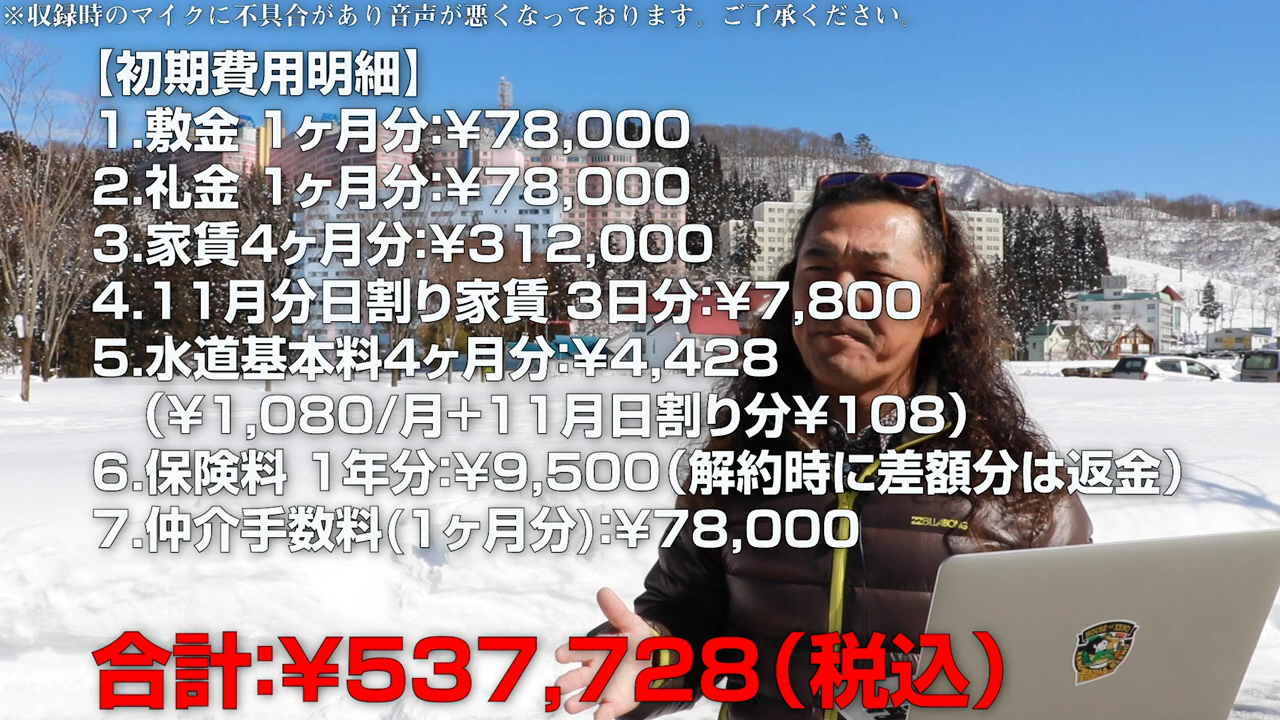 ※収録時のマイクに不具合があり音声が悪くなっております。ご了承ください。
【初期費用明細】
1.敷金 1ヶ月分:¥78,000
2.礼金 1ヶ月分:¥78,000
3.家賃4ヶ月分:¥312,000
4.11月分日割り家賃 3日分:¥7,800
5.水道基本料4ヶ月分:¥4,428
(¥1,080/月+11月日割り分¥108)
6.保険料 1年分:¥9,500(解約時に差額分は返金)
7.仲介手数料(1ヶ月分):¥78,000
BILLABONG
合計:¥537,728(税込)